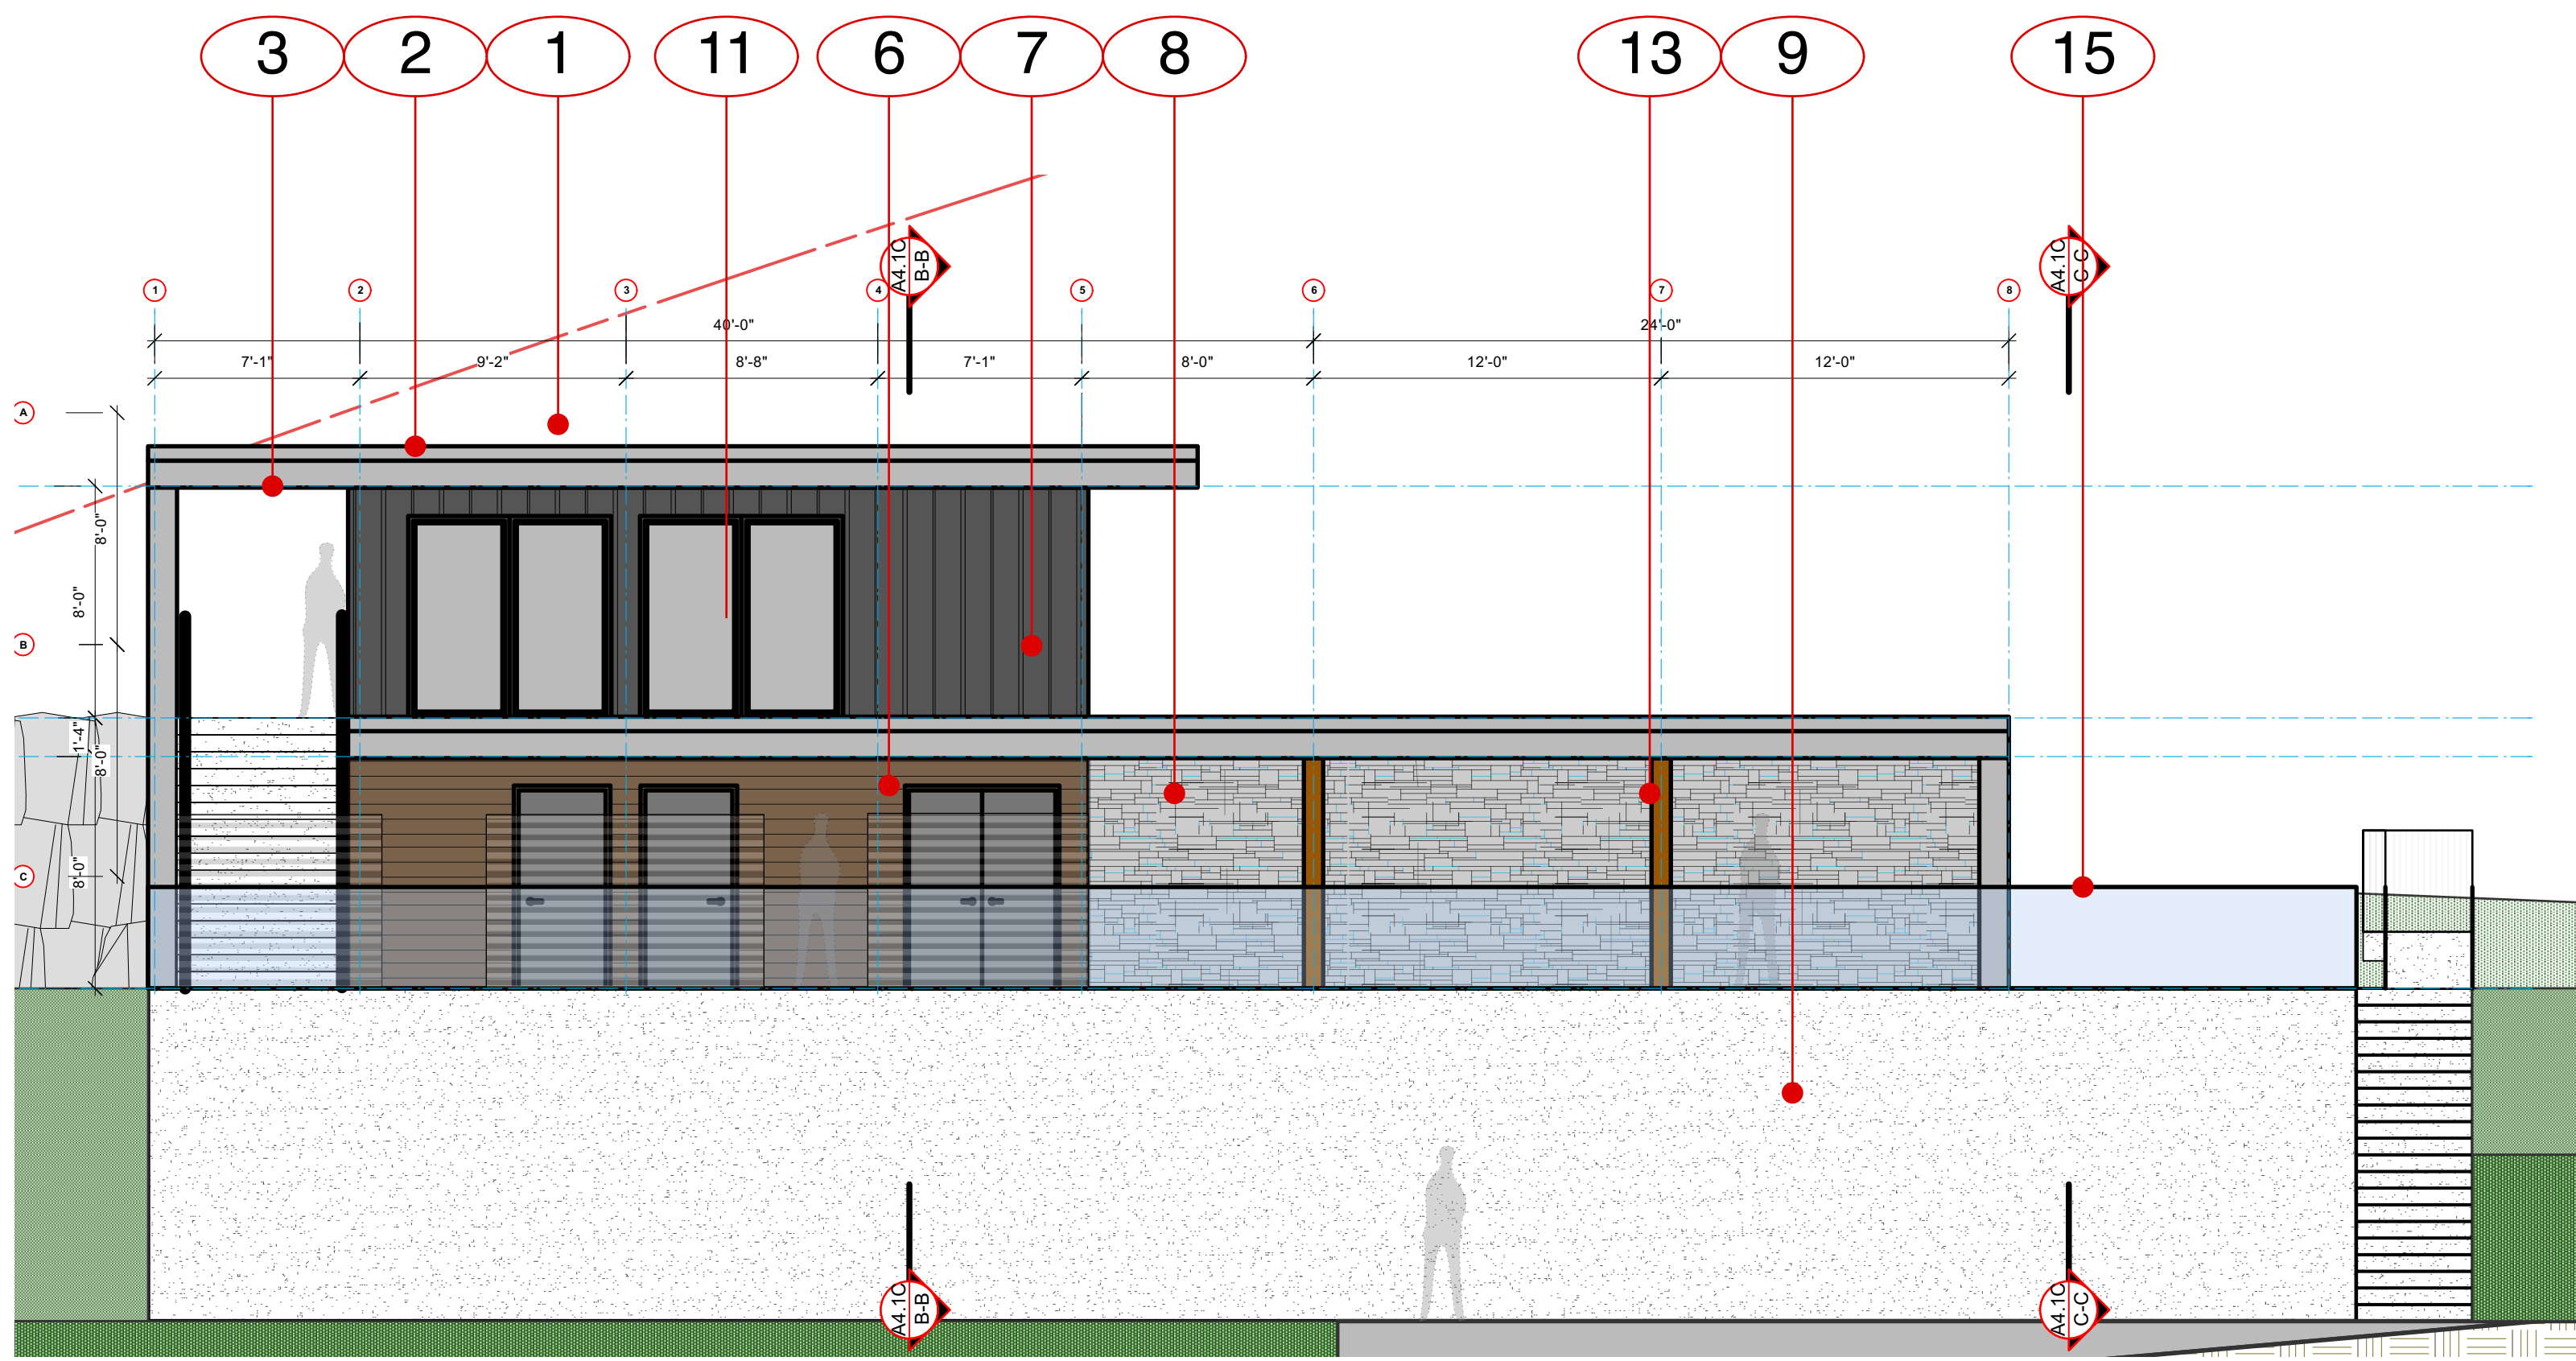 3 2 1 11 6 7 8 13 9 15
A4.1C
B-B
A4.1C
C-C
1 2 3 4 5 6 7 8
40'-0" 24'-0"
7'-1" 9'-2" 8'-8" 7'-1" 8'-0" 12'-0" 12'-0"
A
8'-0"
8'-0"
B
1'-4"
8'-0"
C
8'-0"
A4.1C
B-B
A4.1C
C-C